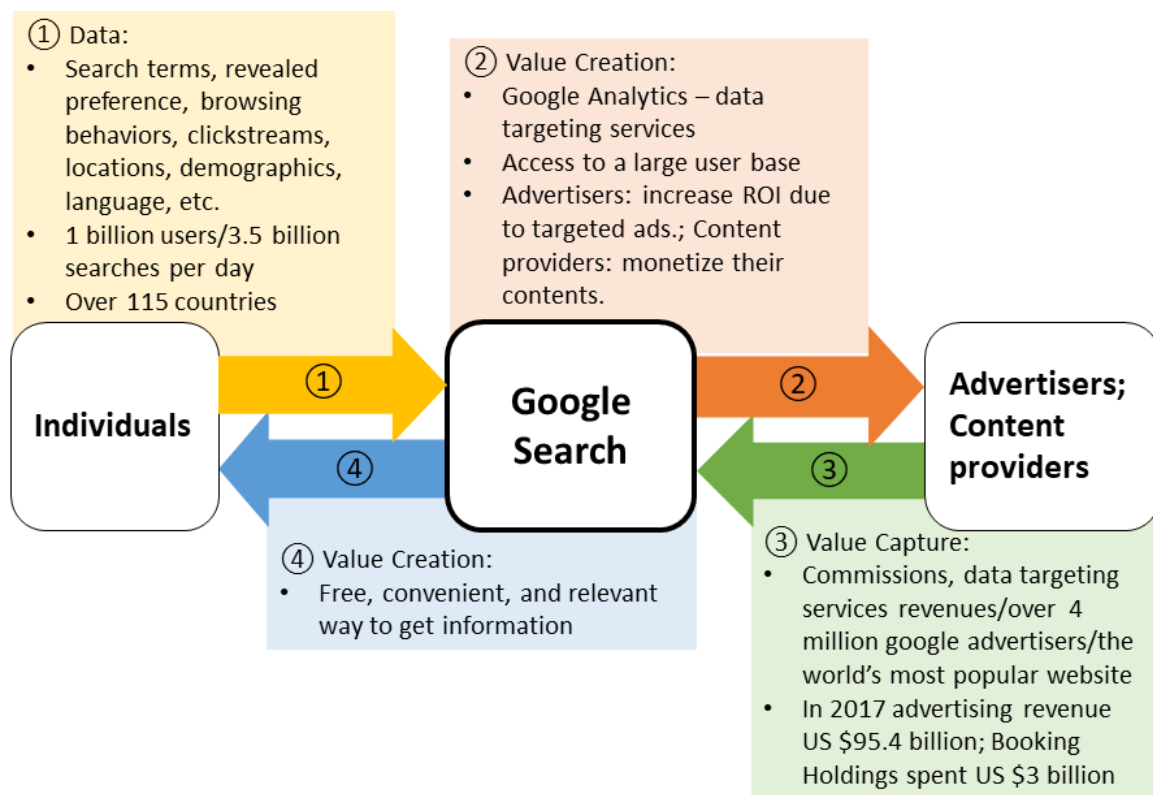 ① Data:
• Search terms, revealed
preference, browsing
behaviors, clickstreams,
locations, demographics,
language, etc.
• 1 billion users/3.5 billion
searches per day
• Over 115 countries
② Value Creation:
• Google Analytics – data
targeting services
• Access to a large user base
• Advertisers: increase ROI due
to targeted ads.; Content
providers: monetize their
contents.
Individuals
①
④
Google
Search
②
③
Advertisers;
Content
providers
④ Value Creation:
• Free, convenient, and relevant
way to get information
③ Value Capture:
• Commissions, data targeting
services revenues/over 4
million google advertisers/the
world’s most popular website
• In 2017 advertising revenue
US $95.4 billion; Booking
Holdings spent US $3 billion